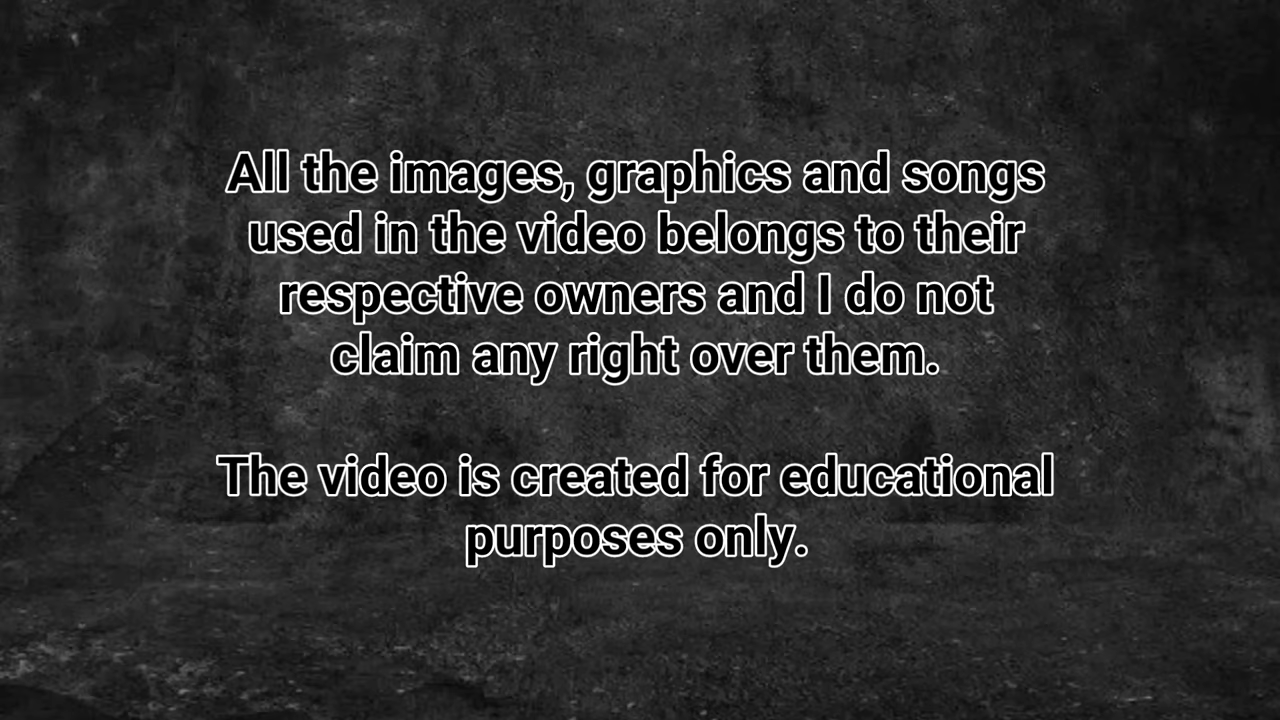 All the images, graphics and songs
used in the video belongs to their
respective owners and I do not
claim any right over them.
The video is created for educational
purposes only.